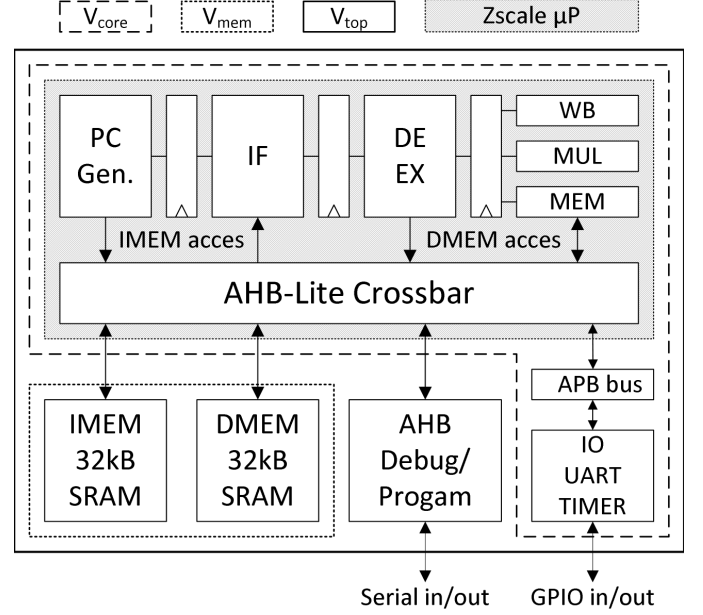 Vcore
Vmem
Vtop
Zscale µP
PC
Gen.
IF
DE
EX
WB
MUL
MEM
IMEM acces
DMEM acces
AHB-Lite Crossbar
APB bus
IMEM
32kB
SRAM
DMEM
32kB
SRAM
AHB
Debug/
Progam
IO
UART
TIMER
Serial in/out
GPIO in/out